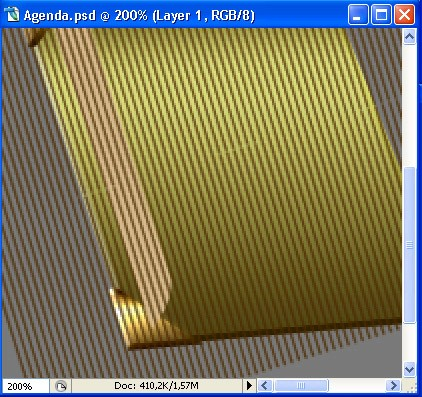 Agenda.psd @ 200% (Layer 1, RGB/8)
200% Doc: 410,2K/1,57M